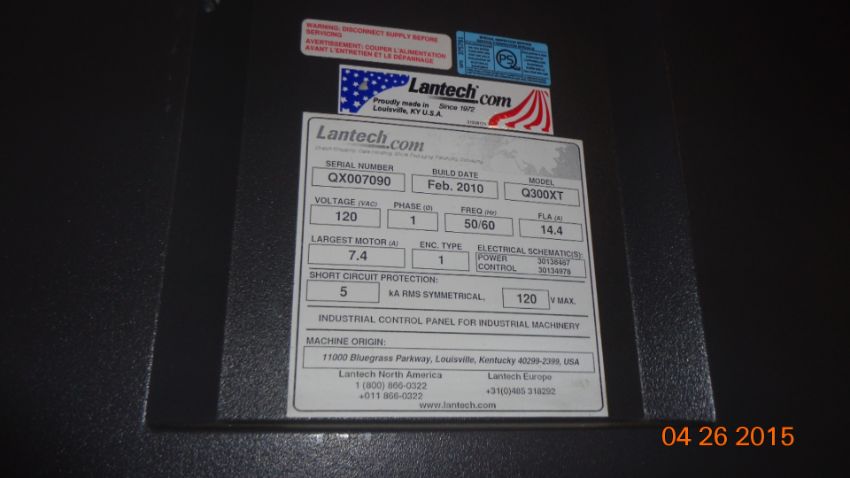 WARNING: DISCONNECT SUPPLY BEFORE
SERVICING
AVERTISSEMENT: COUPER L'ALIMENTATION
AVANT L'ENTRETIEN ET LE DÉPANNAGE
PS
Lantech.com
Proudly made in Since 1972
Louisville, KY U.S.A.
Lantech.com
SERIAL NUMBER BUILD DATE MODEL
QX007090 Feb. 2010 Q300XT
VOLTAGE (VAC) PHASE (Ø) FREQ (Hz) FLA (A)
120 1 50/60 14.4
LARGEST MOTOR (A) ENC. TYPE ELECTRICAL SCHEMATIC(S):
7.4 1 POWER 30138467
CONTROL 30134978
SHORT CIRCUIT PROTECTION:
5 kA RMS SYMMETRICAL, 120 V MAX.
INDUSTRIAL CONTROL PANEL FOR INDUSTRIAL MACHINERY
MACHINE ORIGIN:
11000 Bluegrass Parkway, Louisville, Kentucky 40299-2399, USA
Lantech North America Lantech Europe
1 (800) 866-0322 +31(0)485 318292
+011 866-0322
www.lantech.com
04 26 2015